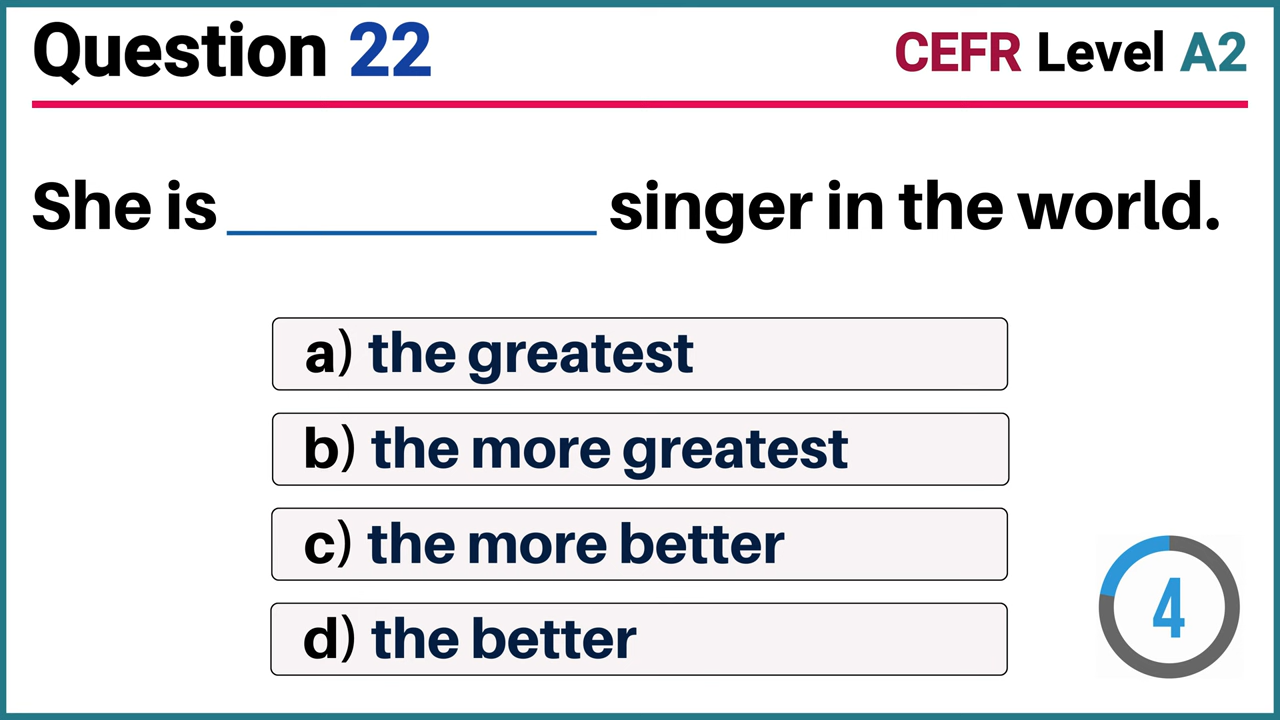 Question 22
CEFR Level A2
She is ____________ singer in the world.
a) the greatest
b) the more greatest
c) the more better
d) the better
4